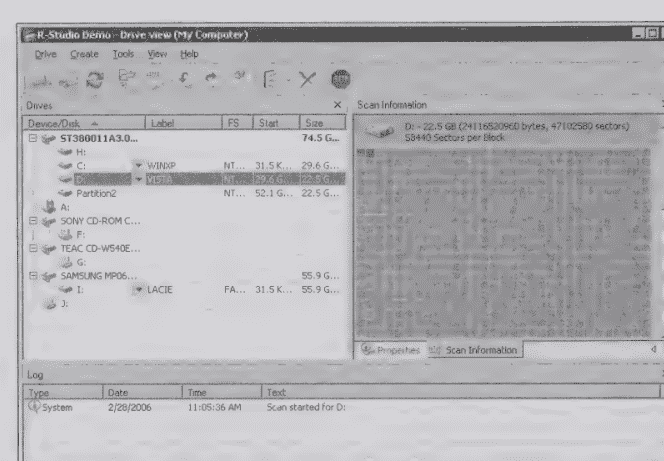 R-Studio Demo - Drive view (My Computer)
Drive Create Tools View Help
Drives
Scan Information
Device/Disk Label FS Start Size
ST380011A3.0... 74.5 G...
H:
C: WINXP NT... 31.5 K... 29.6 G...
D: VISTA NT... 29.6 G... 22.5 G...
Partition2 NT... 52.1 G... 22.5 G...
A:
SONY CD-ROM C...
F:
TEAC CD-W540E...
G:
SAMSUNG MP06... 55.9 G...
I: LACIE FA... 31.5 K... 55.9 G...
J:
D: - 22.5 GB (24116520960 bytes, 47102580 sectors)
58440 Sectors per Block
Properties Scan Information
Log
Type Date Time Text
System 2/28/2006 11:05:36 AM Scan started for D: